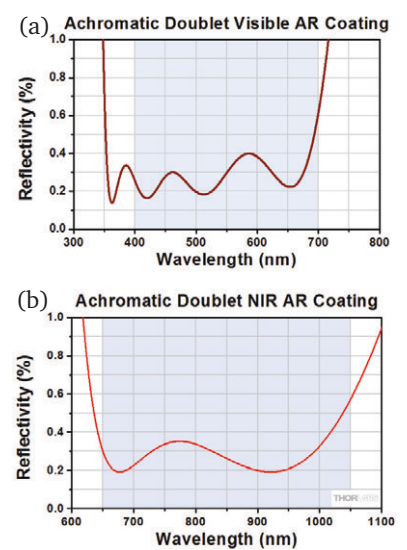 (a) Achromatic Doublet Visible AR Coating
1.0
0.8
0.6
0.4
0.2
0.0
Reflectivity (%)
300 400 500 600 700 800
Wavelength (nm)
(b) Achromatic Doublet NIR AR Coating
1.0
0.8
0.6
0.4
0.2
0.0
Reflectivity (%)
THORLABS
600 700 800 900 1000 1100
Wavelength (nm)